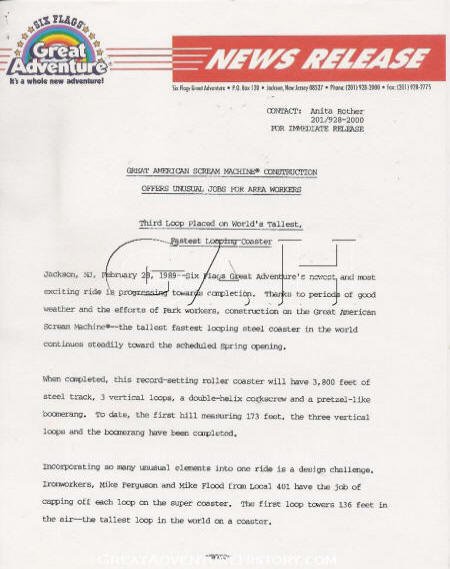 SIX FLAGS®
Great
Adventure®
It's a whole new adventure!
NEWS RELEASE
Six Flags Great Adventure • P.O. Box 120 • Jackson, New Jersey 08527 • Phone: (201) 928-2000 • Fax: (201) 928-2775
CONTACT: Anita Rother
201/928-2000
FOR IMMEDIATE RELEASE
GREAT AMERICAN SCREAM MACHINE® CONSTRUCTION
OFFERS UNUSUAL JOBS FOR AREA WORKERS
Third Loop Placed on World's Tallest,
Fastest Looping Coaster
Jackson, NJ, February 28, 1989--Six Flags Great Adventure's newest and most
exciting ride is progressing towards completion. Thanks to periods of good
weather and the efforts of Park workers, construction on the Great American
Scream Machine®--the tallest fastest looping steel coaster in the world
continues steadily toward the scheduled Spring opening.
When completed, this record-setting roller coaster will have 3,800 feet of
steel track, 3 vertical loops, a double-helix corkscrew and a pretzel-like
boomerang. To date, the first hill measuring 173 feet, the three vertical
loops and the boomerang have been completed.
Incorporating so many unusual elements into one ride is a design challenge.
Ironworkers, Mike Ferguson and Mike Flood from Local 401 have the job of
capping off each loop on the super coaster. The first loop towers 136 feet in
the air--the tallest loop in the world on a coaster.
GREATADVENTUREHISTORY.COM